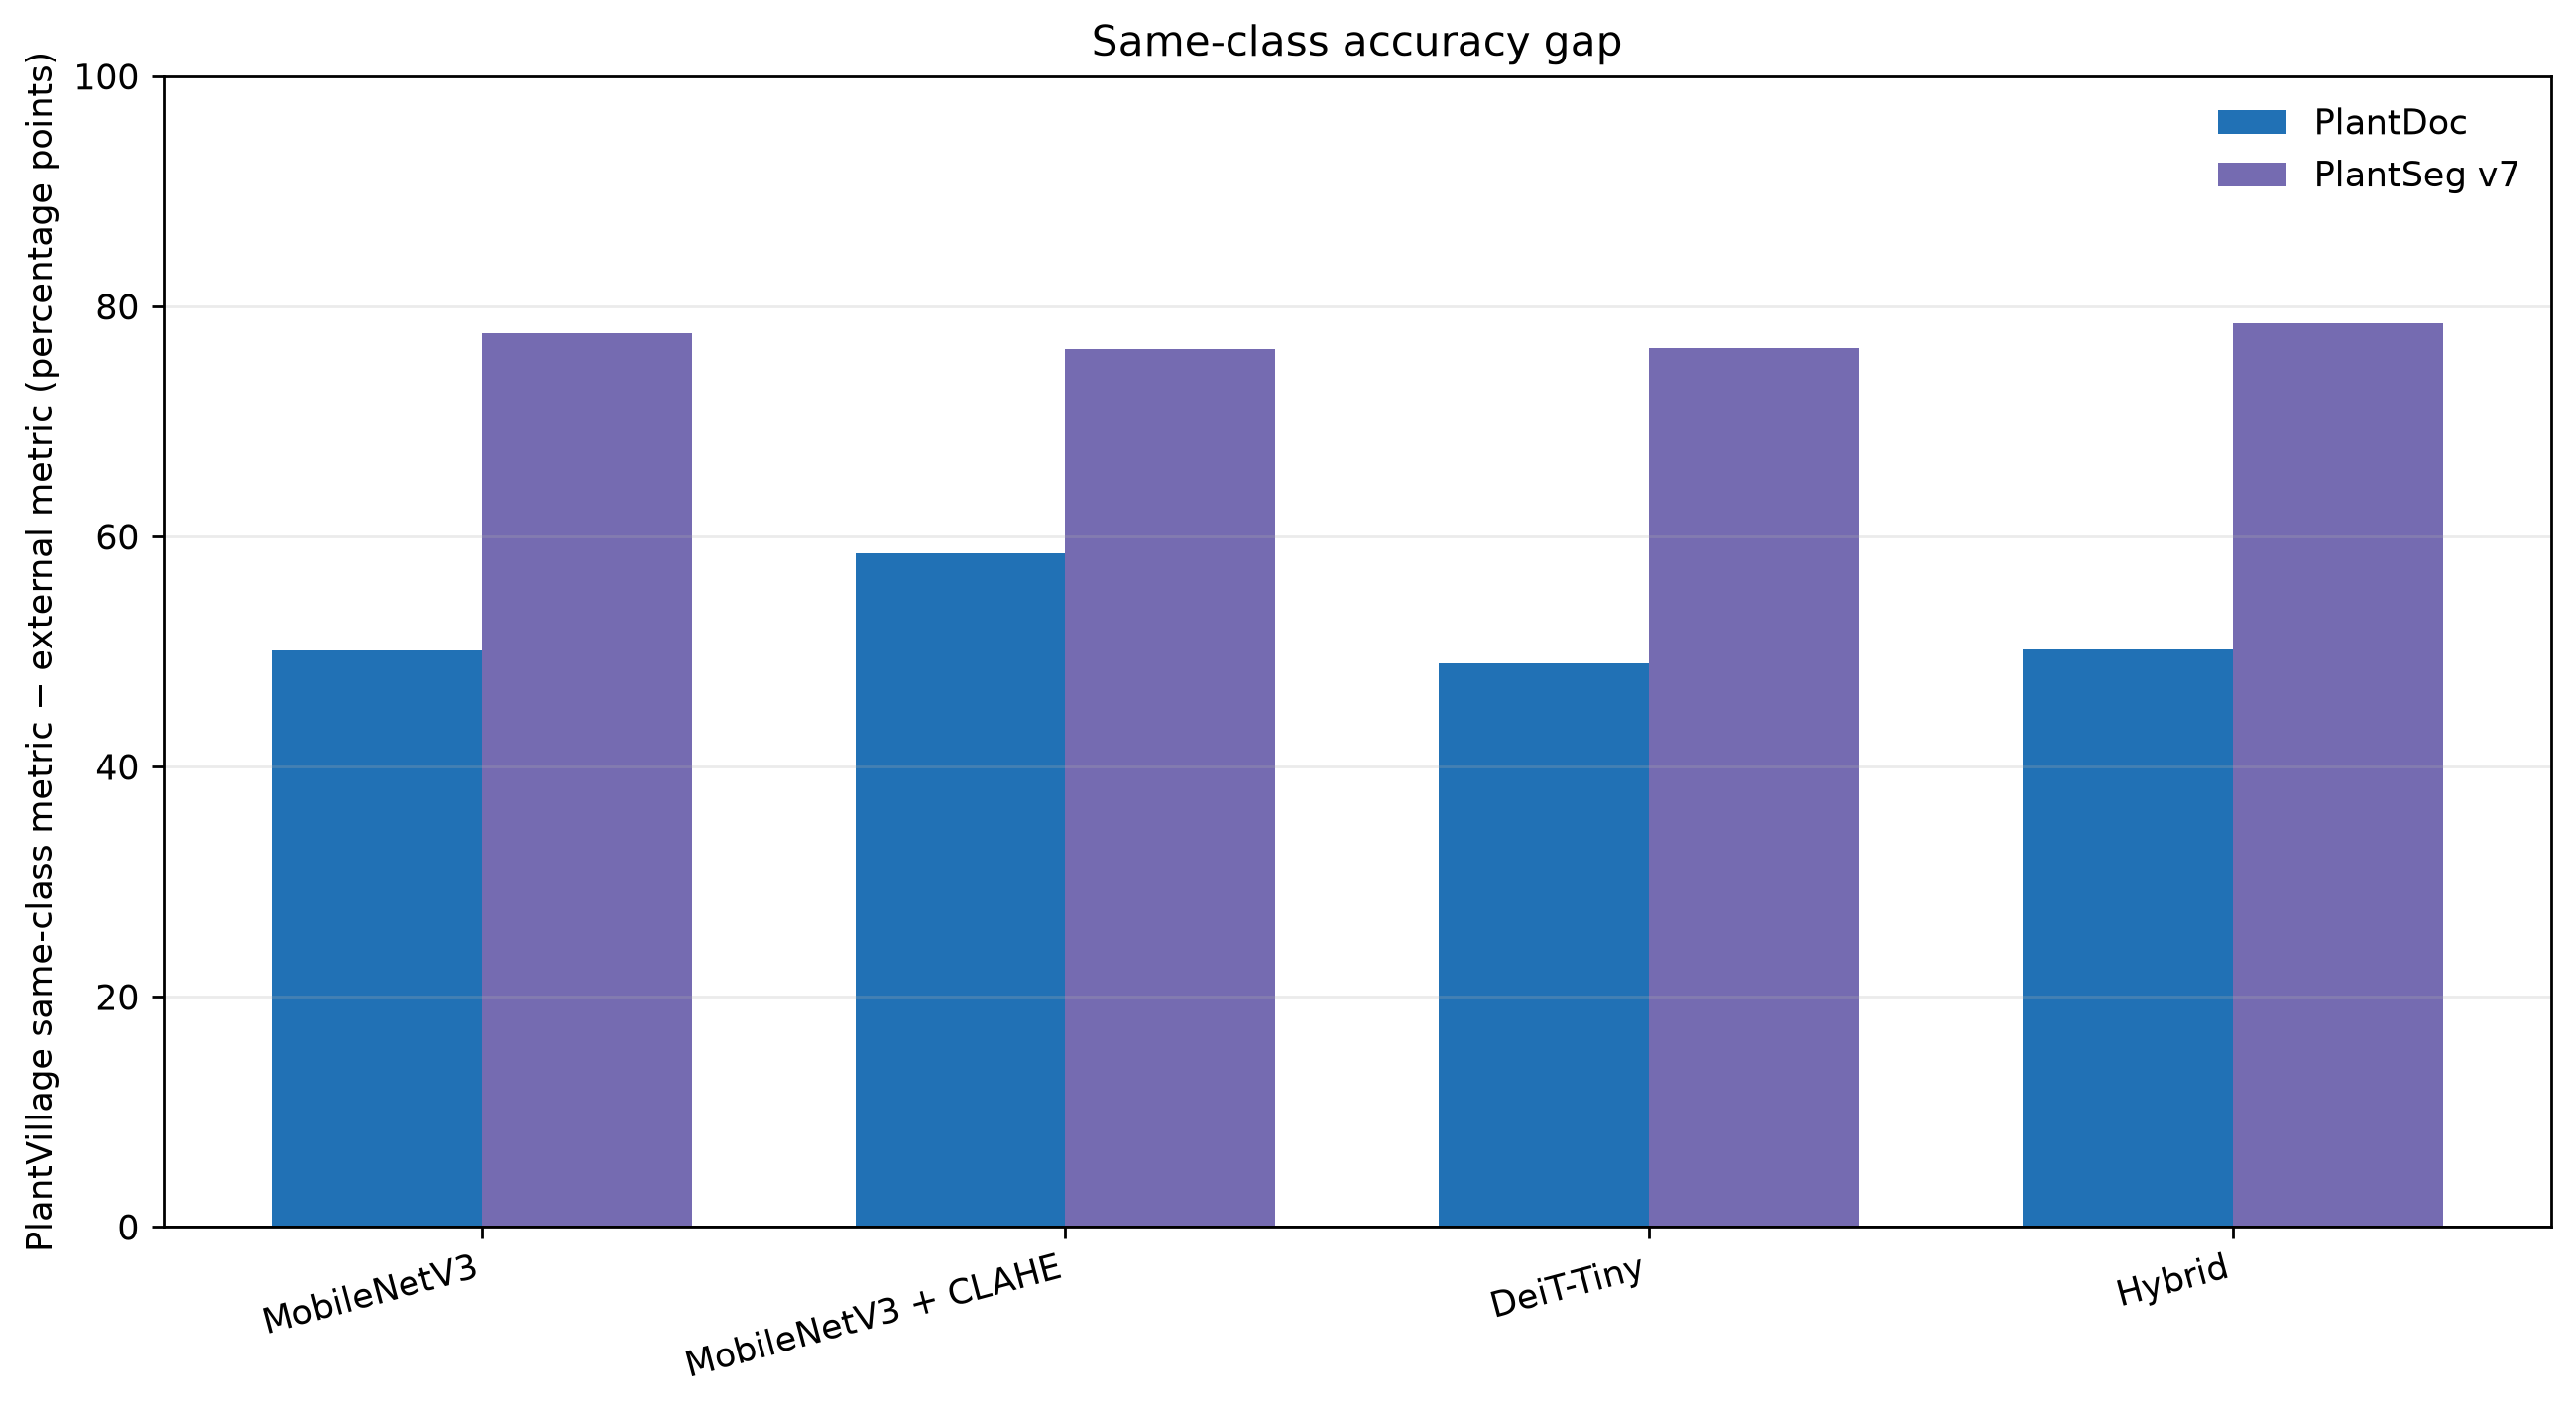 Same-class accuracy gap
PlantVillage same-class metric − external metric (percentage points)
100
80
60
40
20
0
PlantDoc
PlantSeg v7
MobileNetV3
MobileNetV3 + CLAHE
DeiT-Tiny
Hybrid